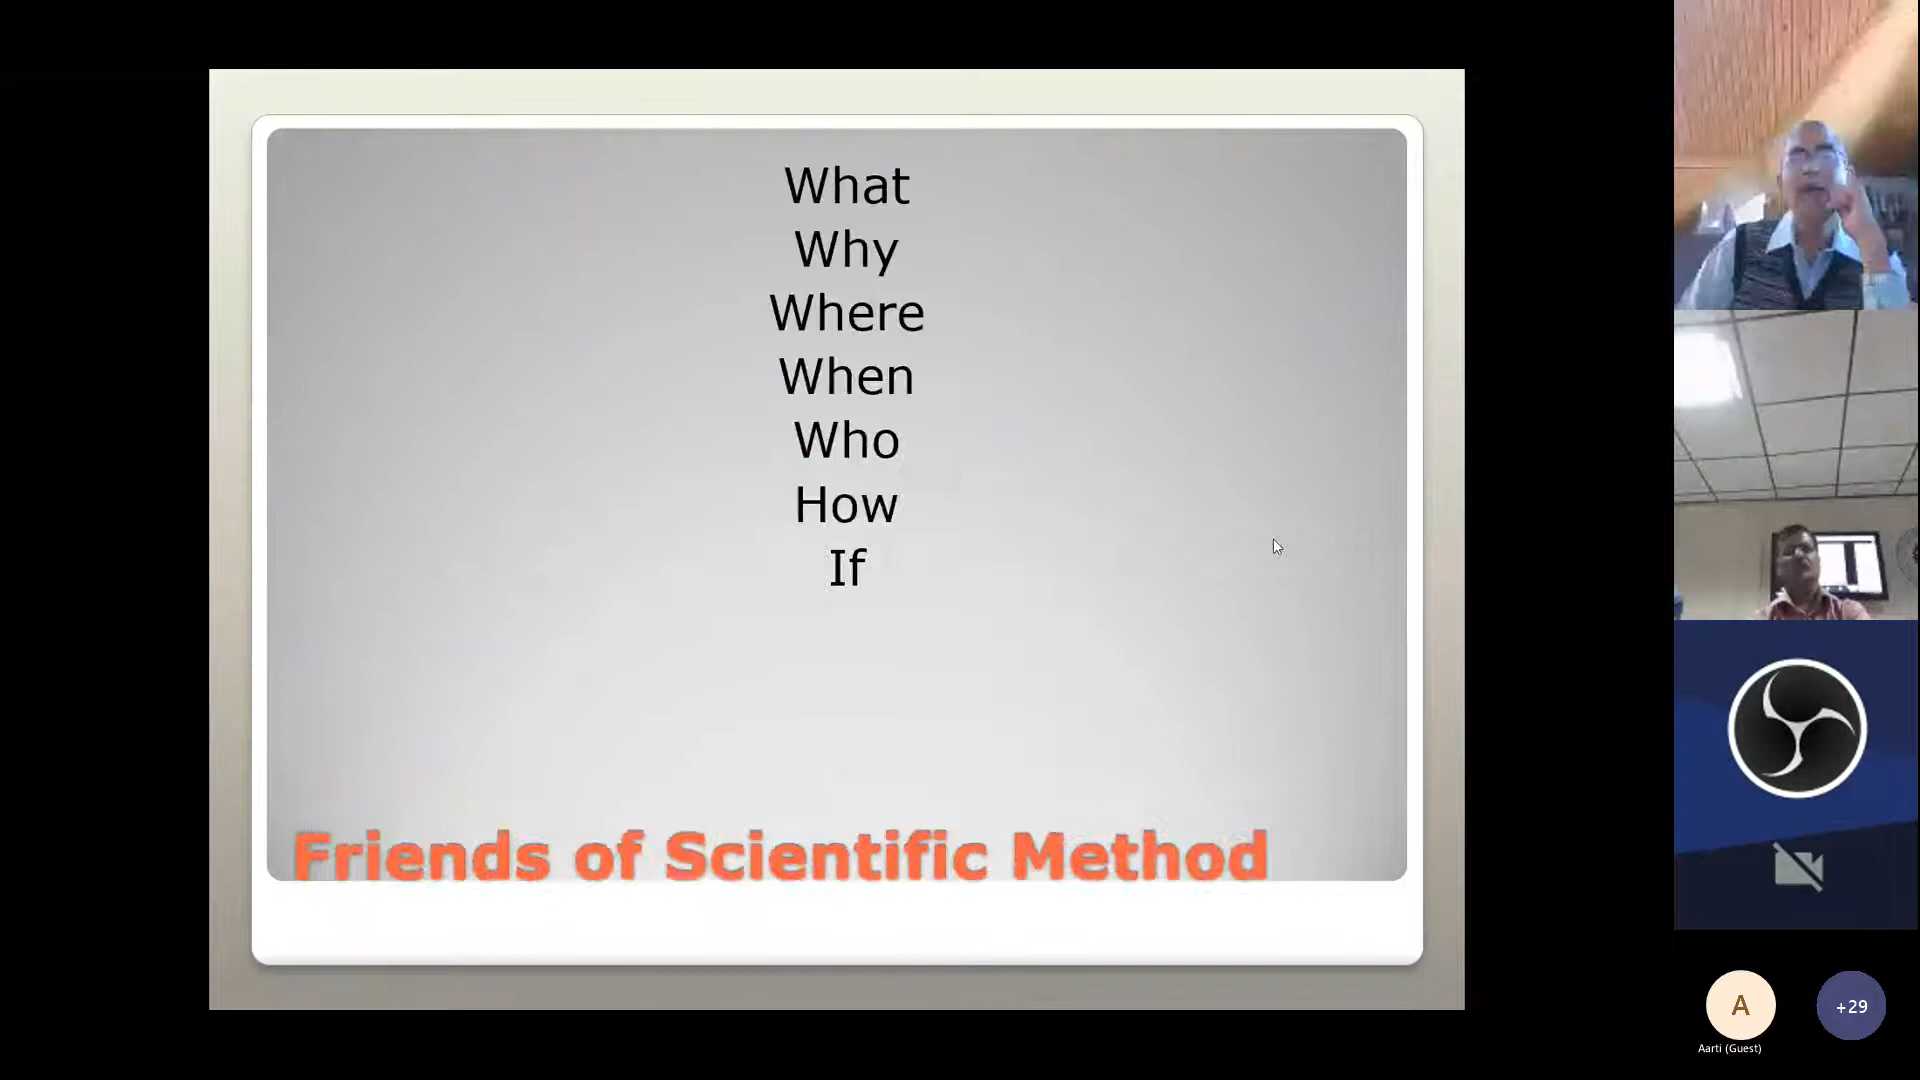 What
Why
Where
When
Who
How
If
Friends of Scientific Method
A
+29
Aarti (Guest)